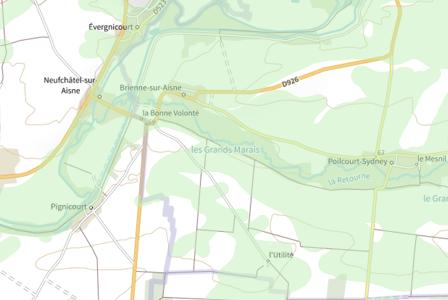 D925
Évergnicourt
Neufchâtel-sur-
Aisne
Brienne-sur-Aisne
D926
la Bonne Volonté
les Grands Marais
62
Poilcourt-Sydney
le Mesnil
la Retourne
le Gra
Pignicourt
l'Utilité